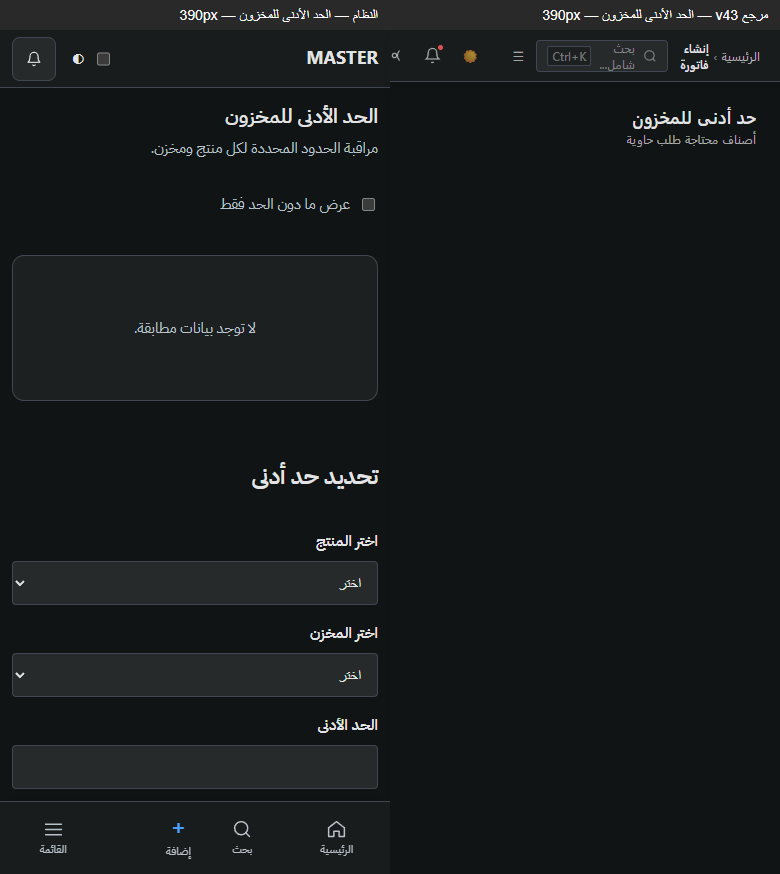 مرجع v43 — الحد الأدنى للمخزون — 390px
الرئيسية › إنشاء فاتورة
بحث شامل... Ctrl+K
حد أدنى للمخزون
أصناف محتاجة طلب حاوية
النظام — الحد الأدنى للمخزون — 390px
MASTER
الحد الأدنى للمخزون
مراقبة الحدود المحددة لكل منتج ومخزن.
عرض ما دون الحد فقط
لا توجد بيانات مطابقة.
تحديد حد أدنى
اختر المنتج
اختر
اختر المخزن
اختر
الحد الأدنى
الرئيسية
بحث
إضافة
القائمة